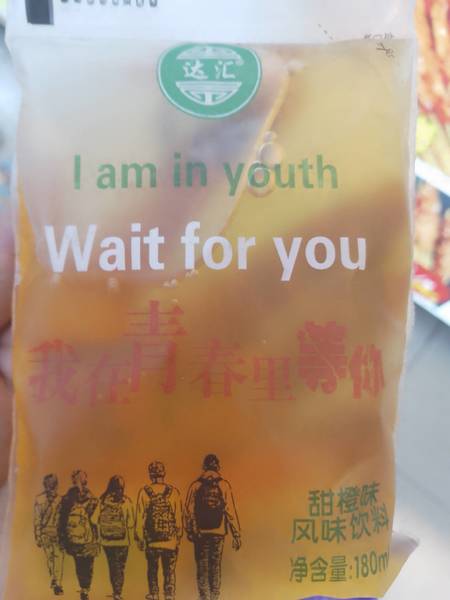 达汇
I am in youth
Wait for you
我在青春里等你
甜橙味
风味饮料
净含量:180m